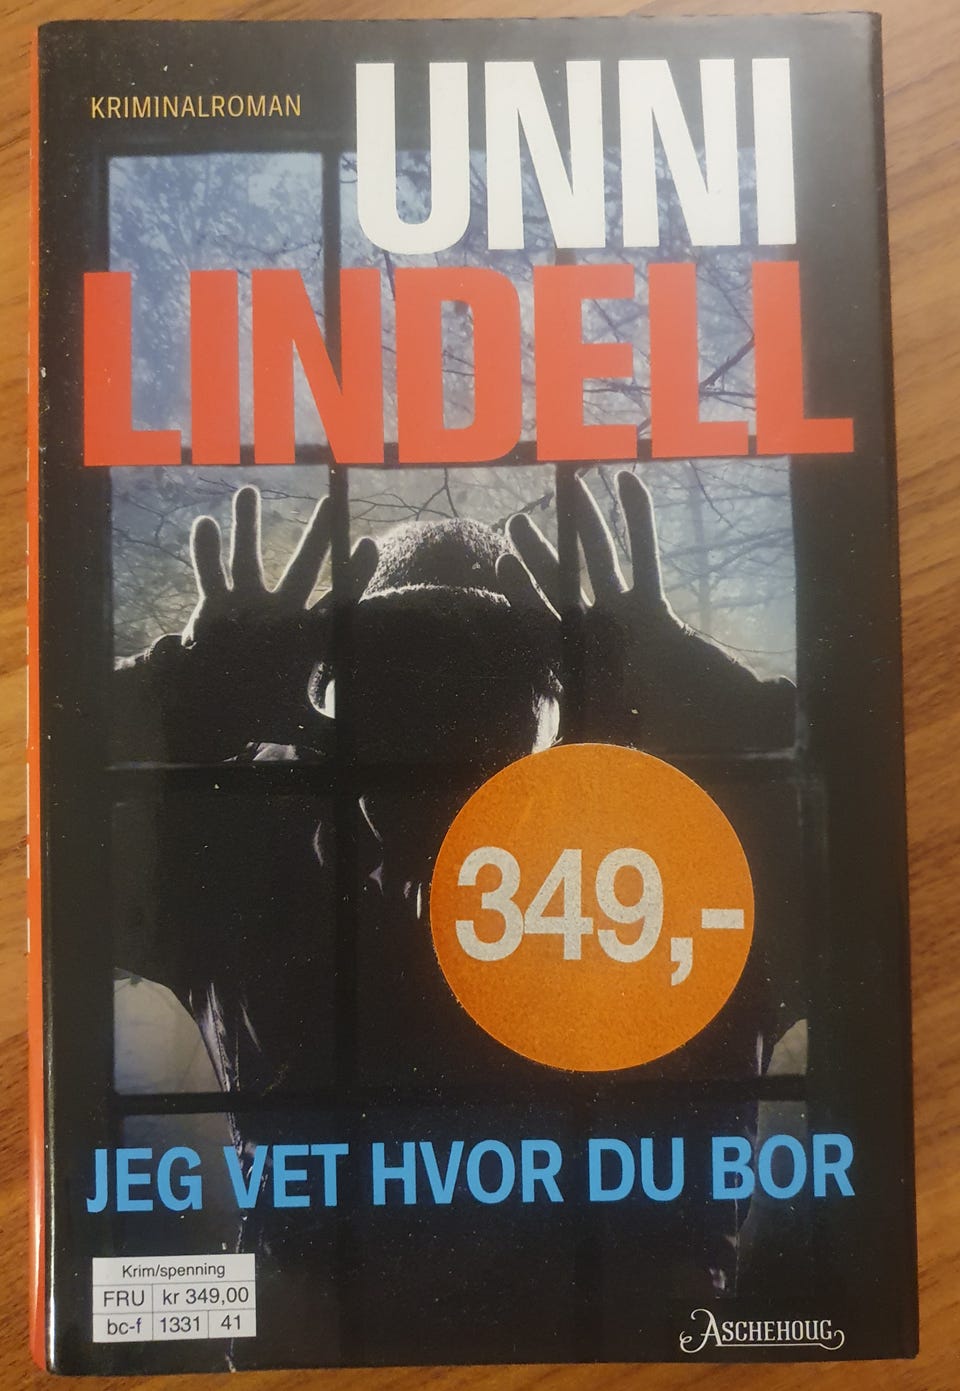 KRIMINALROMAN
UNNI
LINDELL
349,-
JEG VET HVOR DU BOR
Krim/spenning
FRU kr 349,00
bc-f 1331 41
ASCHEHOUG